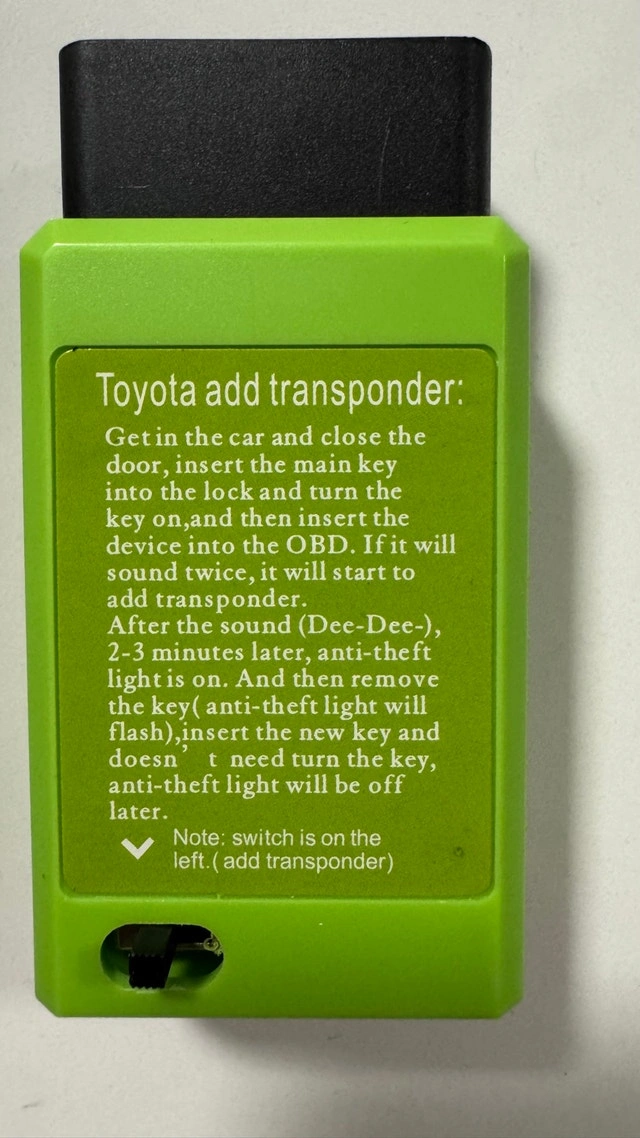 Toyota add transponder:
Get in the car and close the
door, insert the main key
into the lock and turn the
key on,and then insert the
device into the OBD. If it will
sound twice, it will start to
add transponder.
After the sound (Dee-Dee-),
2-3 minutes later, anti-theft
light is on. And then remove
the key( anti-theft light will
flash),insert the new key and
doesn’ t need turn the key,
anti-theft light will be off
later.
Note: switch is on the
left.( add transponder)